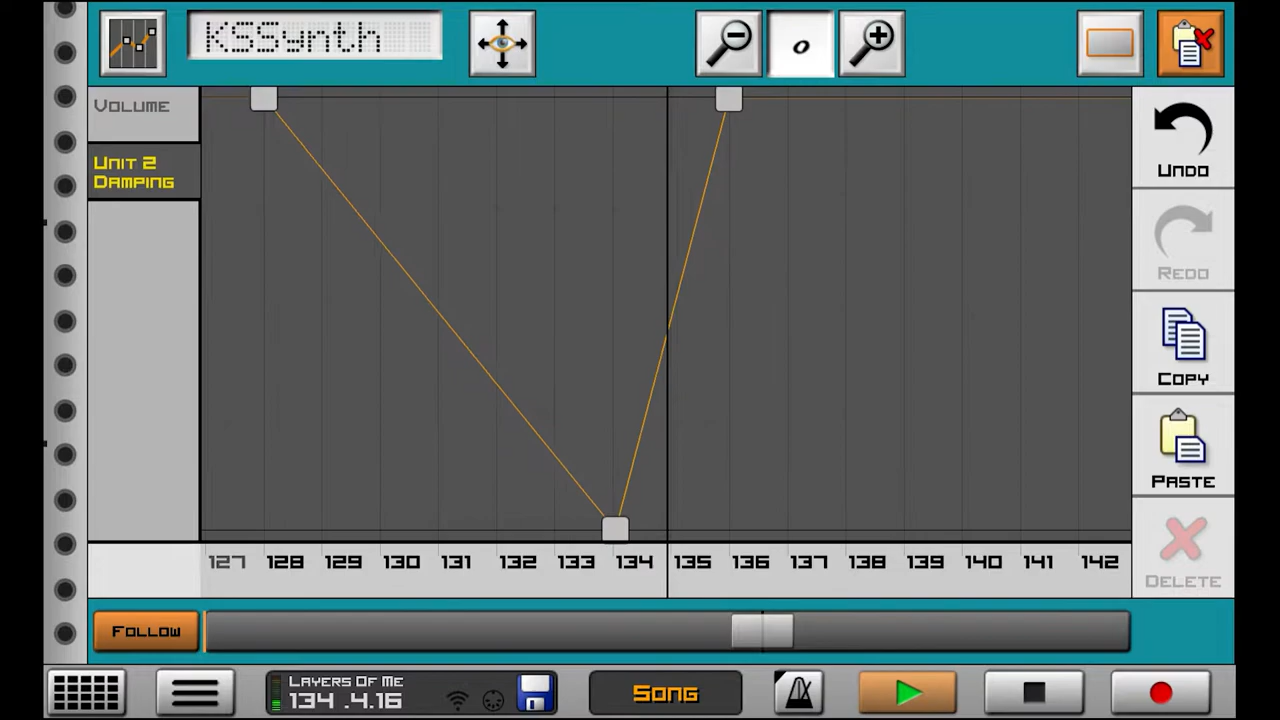 KSSynth
o
Volume
Unit 2
Damping
Undo
Redo
Copy
Paste
Delete
127 128 129 130 131 132 133 134 135 136 137 138 139 140 141 142
Follow
Layers Of Me
134 .4.16
Song